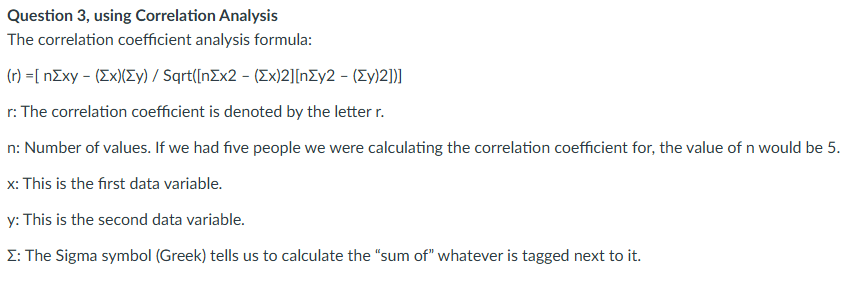 Question 3, using Correlation Analysis
The correlation coefficient analysis formula:
(r) =[ nΣxy – (Σx)(Σy) / Sqrt([nΣx2 – (Σx)2][nΣy2 – (Σy)2])]
r: The correlation coefficient is denoted by the letter r.
n: Number of values. If we had five people we were calculating the correlation coefficient for, the value of n would be 5.
x: This is the first data variable.
y: This is the second data variable.
Σ: The Sigma symbol (Greek) tells us to calculate the “sum of” whatever is tagged next to it.